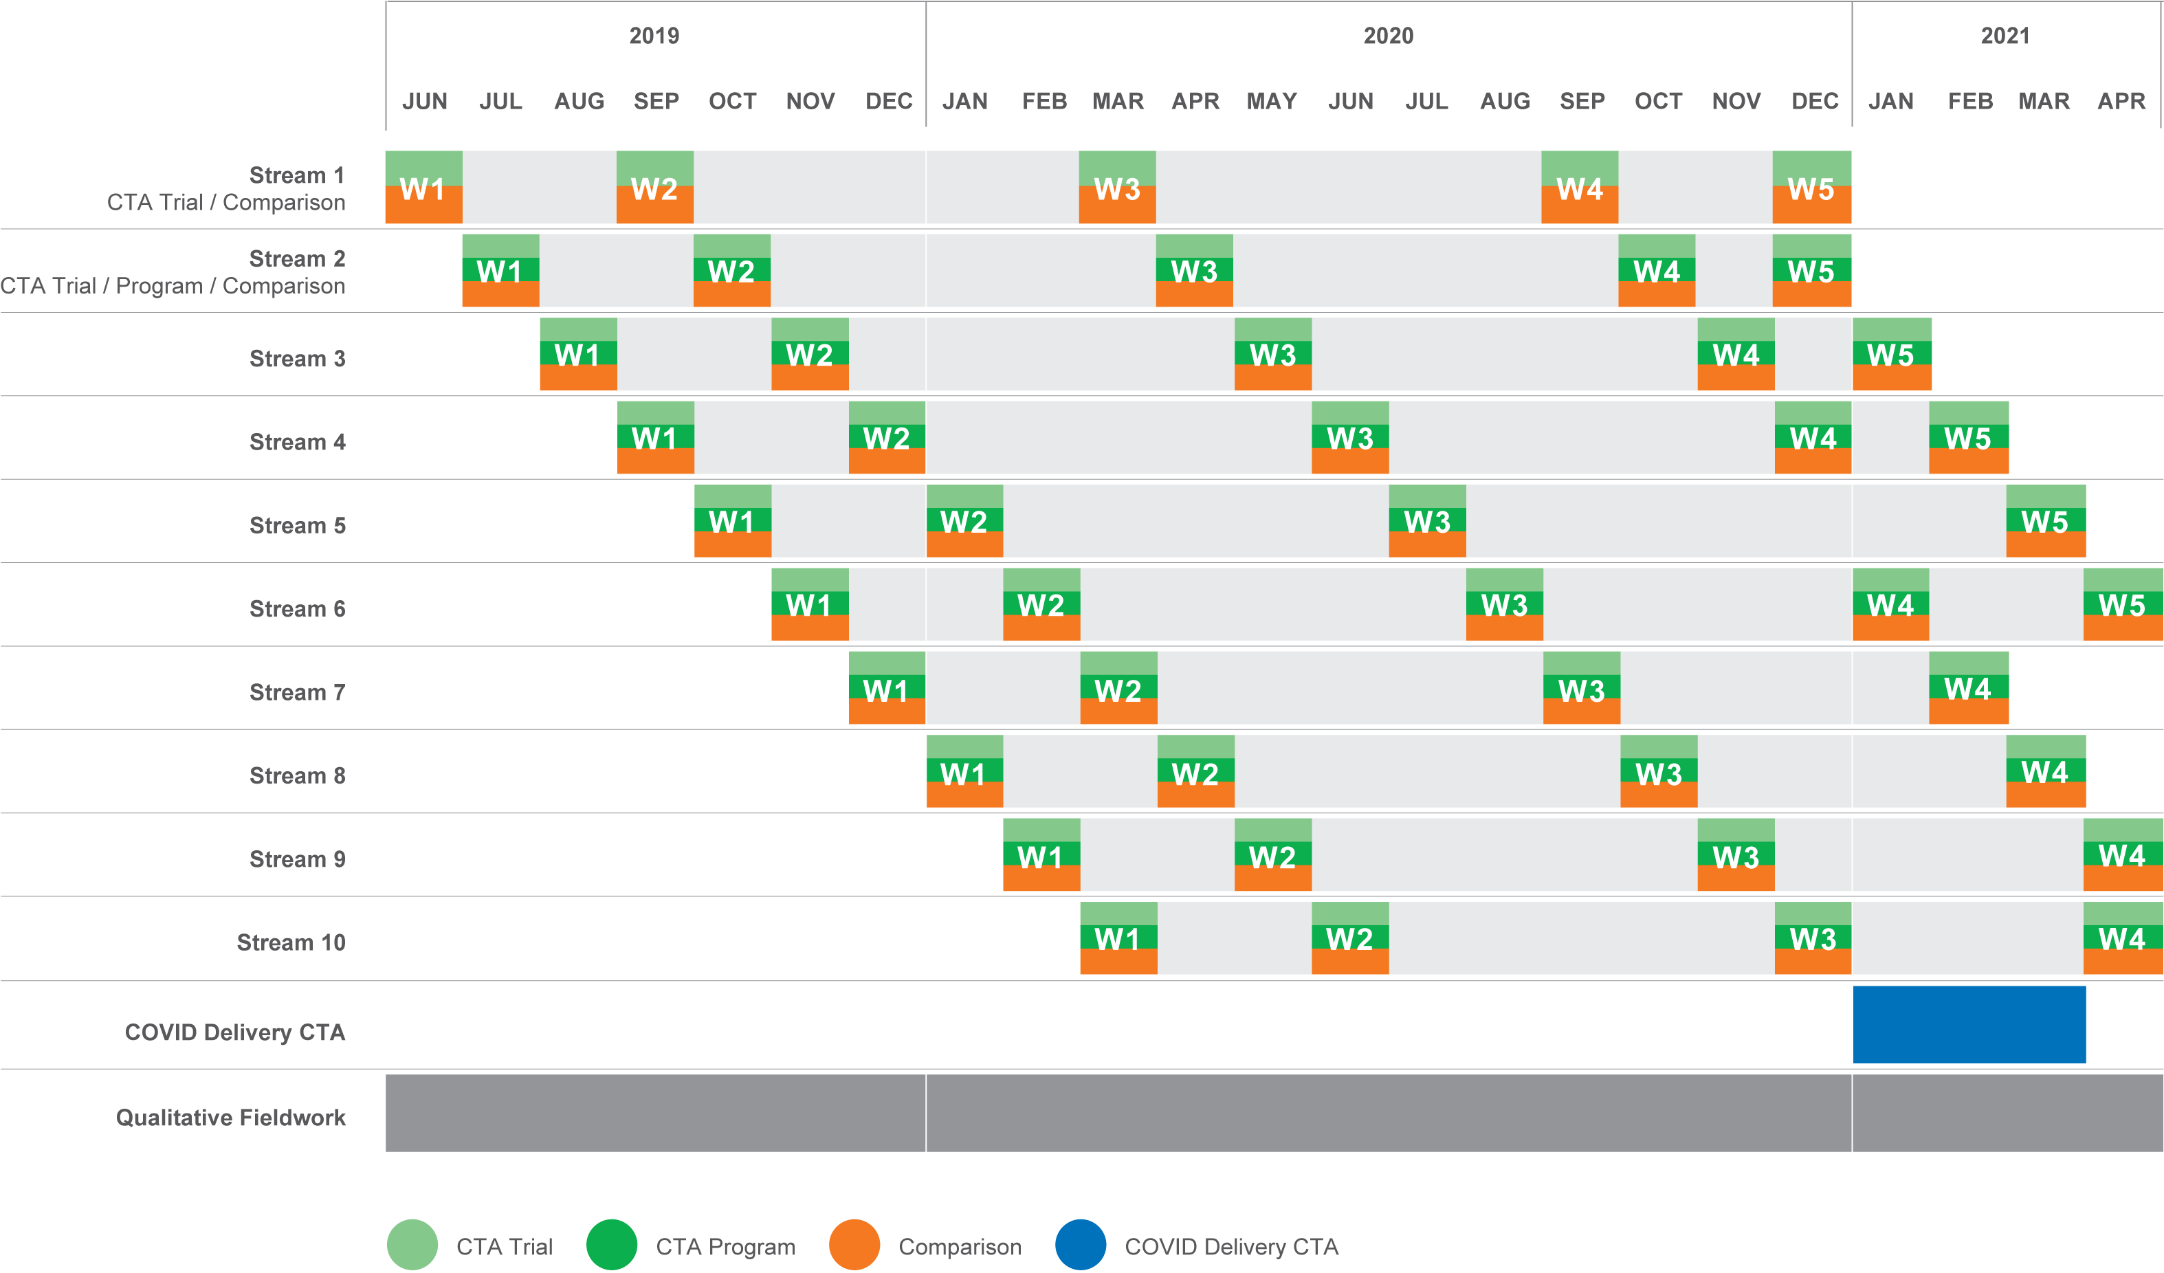 2019 2020 2021
JUN JUL AUG SEP OCT NOV DEC JAN FEB MAR APR MAY JUN JUL AUG SEP OCT NOV DEC JAN FEB MAR APR
Stream 1
W1 W2 W3 W4 W5
CTA Trial / Comparison
Stream 2
W1 W2 W3 W4 W5
CTA Trial / Program / Comparison
Stream 3 W1 W2 W3 W4 W5
Stream 4 W1 W2 W3 W4 W5
Stream 5 W1 W2 W3 W5
Stream 6 W1 W2 W3 W4 W5
Stream 7 W1 W2 W3 W4
Stream 8 W1 W2 W3 W4
Stream 9 W1 W2 W3 W4
Stream 10 W1 W2 W3 W4
COVID Delivery CTA
Qualitative Fieldwork
CTA Trial CTA Program Comparison COVID Delivery CTA